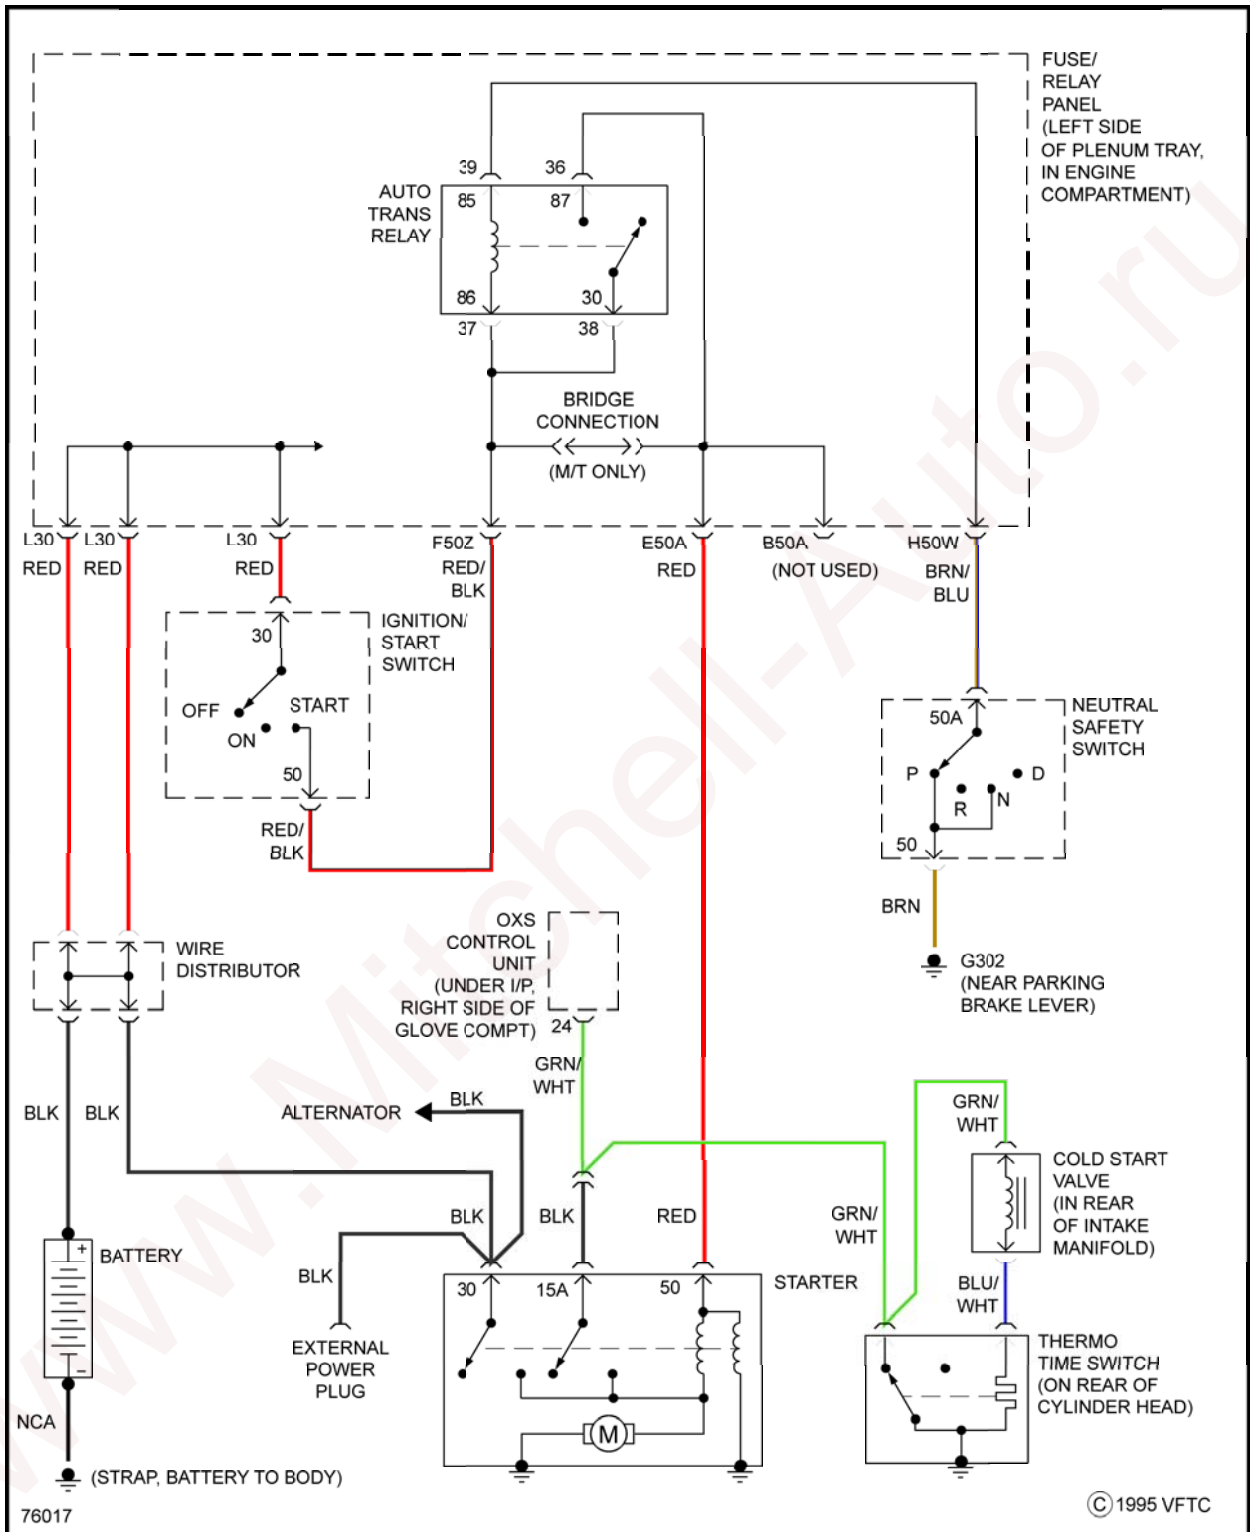 FUSE/
RELAY
PANEL
(LEFT SIDE
OF PLENUM TRAY,
IN ENGINE
COMPARTMENT)
39
36
AUTO
TRANS
RELAY
85
87
86
30
37
38
BRIDGE
CONNECTION
(M/T ONLY)
L30
L30
L30
F50Z
E50A
B50A
H50W
RED
RED
RED
RED/
BLK
RED
(NOT USED)
BRN/
BLU
IGNITION/
START
SWITCH
30
OFF
START
ON
50
RED/
BLK
NEUTRAL
SAFETY
SWITCH
50A
P
R
N
D
50
BRN
G302
(NEAR PARKING
BRAKE LEVER)
WIRE
DISTRIBUTOR
OXS
CONTROL
UNIT
(UNDER I/P,
RIGHT SIDE OF
GLOVE COMPT)
24
GRN/
WHT
BLK
BLK
ALTERNATOR
BLK
GRN/
WHT
COLD START
VALVE
(IN REAR
OF INTAKE
MANIFOLD)
BLK
BLK
RED
GRN/
WHT
BATTERY
+
-
BLK
EXTERNAL
POWER
PLUG
30
15A
50
STARTER
BLU/
WHT
THERMO
TIME SWITCH
(ON REAR OF
CYLINDER HEAD)
M
NCA
(STRAP, BATTERY TO BODY)
76017
© 1995 VFTC
www.Mitchell-Auto.ru